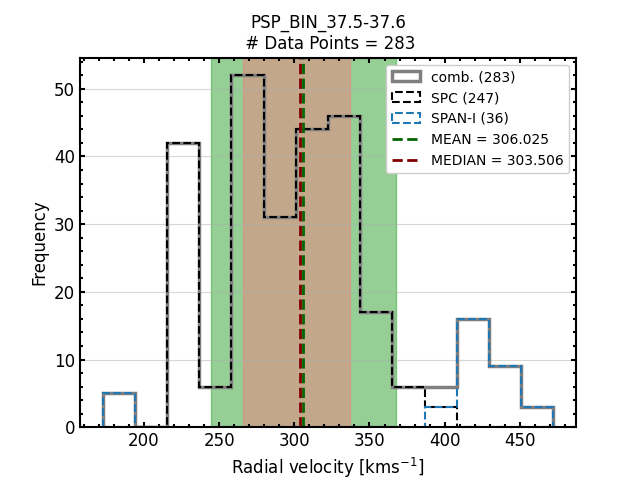 PSP_BIN_37.5-37.6
# Data Points = 283
comb. (283)
SPC (247)
SPAN-I (36)
MEAN = 306.025
MEDIAN = 303.506
Frequency
50
40
30
20
10
0
200 250 300 350 400 450
Radial velocity [kms⁻¹]